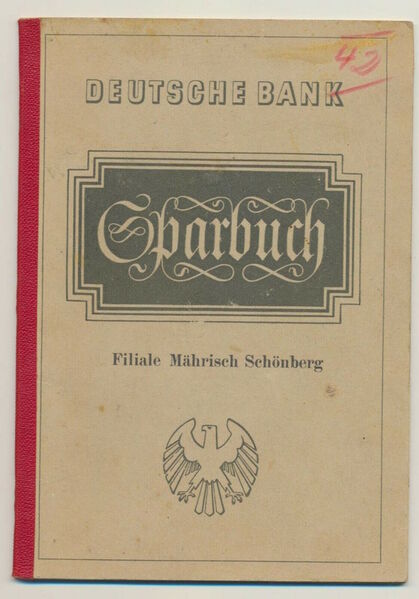 42
DEUTSCHE BANK
Sparbuch
Filiale Mährisch Schönberg